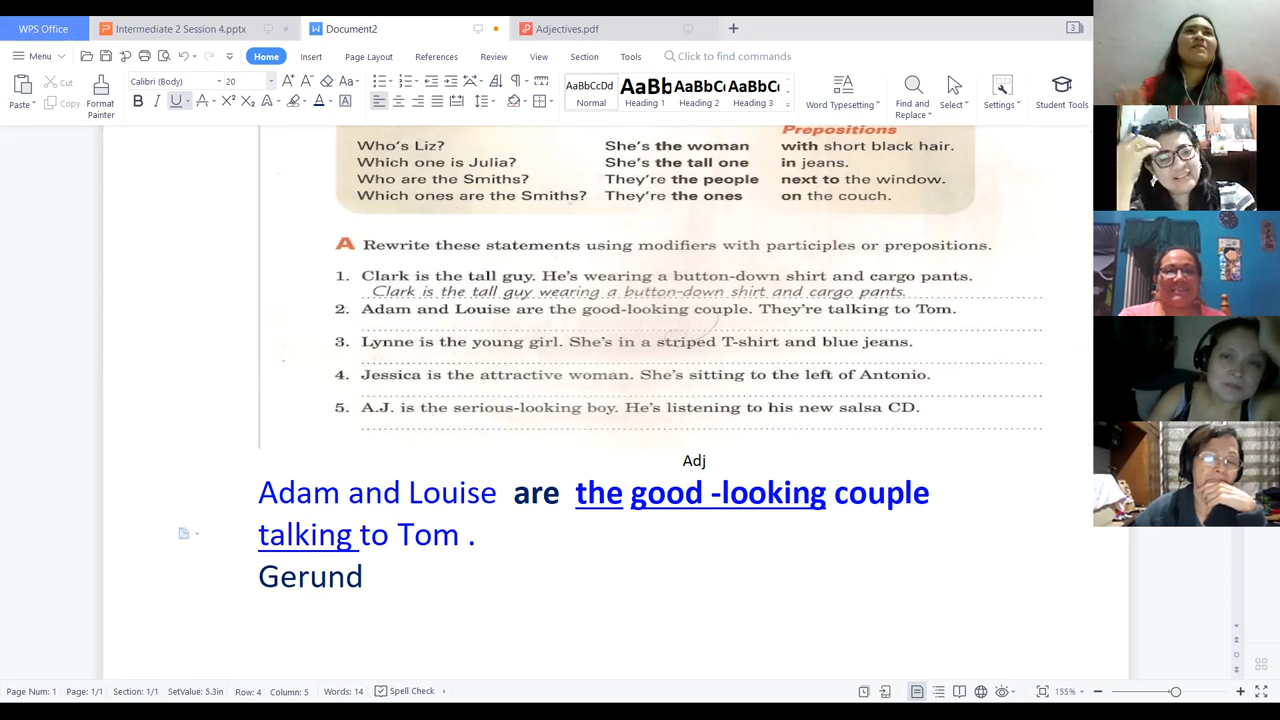 WPS Office Intermediate 2 Session 4.pptx Document2 Adjectives.pdf + 3
Menu Home Insert Page Layout References Review View Section Tools Click to find commands
Paste Cut Copy Format Painter Calibri (Body) 20 AaBbCcDd Normal AaBb Heading 1 AaBbCc Heading 2 AaBbCc Heading 3 Word Typesetting Find and Replace Select Settings Student Tools
Prepositions
Who's Liz? She's the woman with short black hair.
Which one is Julia? She's the tall one in jeans.
Who are the Smiths? They're the people next to the window.
Which ones are the Smiths? They're the ones on the couch.
A Rewrite these statements using modifiers with participles or prepositions.
1. Clark is the tall guy. He's wearing a button-down shirt and cargo pants.
Clark is the tall guy wearing a button-down shirt and cargo pants.
2. Adam and Louise are the good-looking couple. They're talking to Tom.
3. Lynne is the young girl. She's in a striped T-shirt and blue jeans.
4. Jessica is the attractive woman. She's sitting to the left of Antonio.
5. A.J. is the serious-looking boy. He's listening to his new salsa CD.
Adj
Adam and Louise are the good -looking couple
talking to Tom .
Gerund
Page Num: 1 Page: 1/1 Section: 1/1 SetValue: 5.3in Row: 4 Column: 5 Words: 14 Spell Check 155%